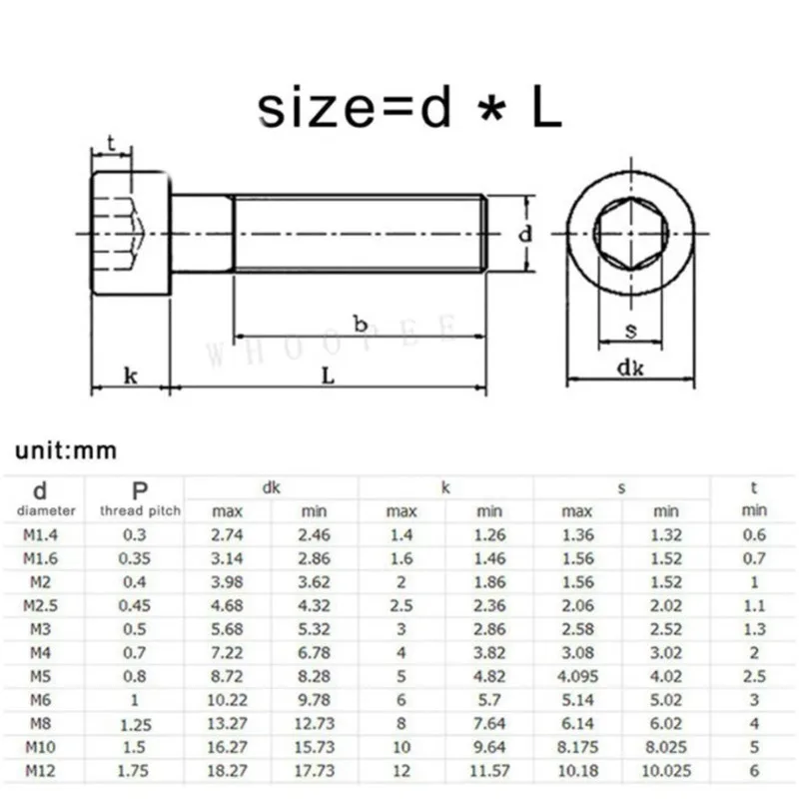 size=d * L
t
d
b
s
WHOOPEE
k
L
dk
unit:mm
d P dk k s t
diameter thread pitch max min max min max min min
M1.4 0.3 2.74 2.46 1.4 1.26 1.36 1.32 0.6
M1.6 0.35 3.14 2.86 1.6 1.46 1.56 1.52 0.7
M2 0.4 3.98 3.62 2 1.86 1.56 1.52 1
M2.5 0.45 4.68 4.32 2.5 2.36 2.06 2.02 1.1
M3 0.5 5.68 5.32 3 2.86 2.58 2.52 1.3
M4 0.7 7.22 6.78 4 3.82 3.08 3.02 2
M5 0.8 8.72 8.28 5 4.82 4.095 4.02 2.5
M6 1 10.22 9.78 6 5.7 5.14 5.02 3
M8 1.25 13.27 12.73 8 7.64 6.14 6.02 4
M10 1.5 16.27 15.73 10 9.64 8.175 8.025 5
M12 1.75 18.27 17.73 12 11.57 10.18 10.025 6